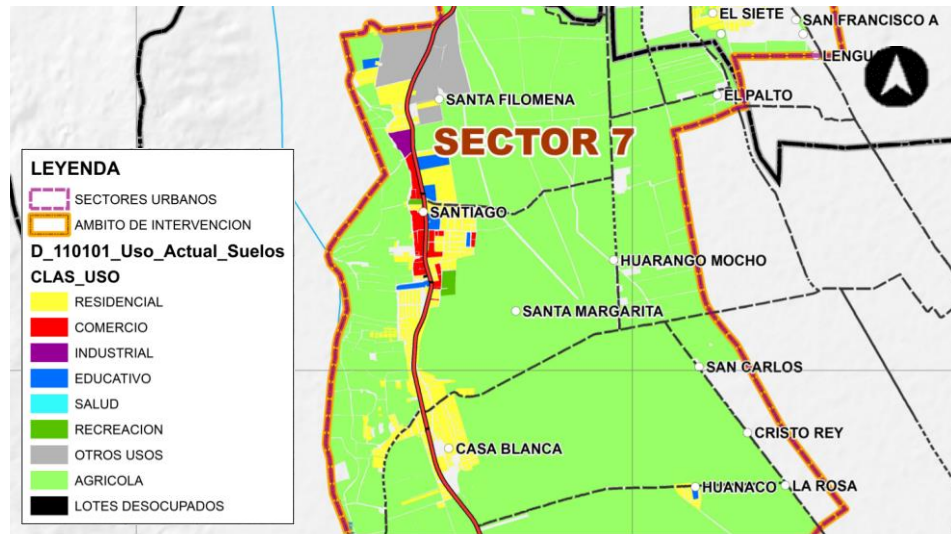 EL SIETE
SAN FRANCISCO A
LENGU
EL PALTO
SANTA FILOMENA
SECTOR 7
SANTIAGO
HUARANGO MOCHO
SANTA MARGARITA
SAN CARLOS
CRISTO REY
CASA BLANCA
HUANACO
LA ROSA
LEYENDA
SECTORES URBANOS
AMBITO DE INTERVENCION
D_110101_Uso_Actual_Suelos
CLAS_USO
RESIDENCIAL
COMERCIO
INDUSTRIAL
EDUCATIVO
SALUD
RECREACION
OTROS USOS
AGRICOLA
LOTES DESOCUPADOS